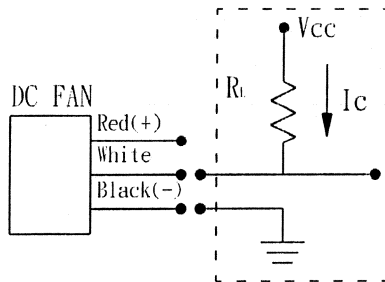 Vcc
DC FAN
RL
Ic
Red(+)
White
Black(-)